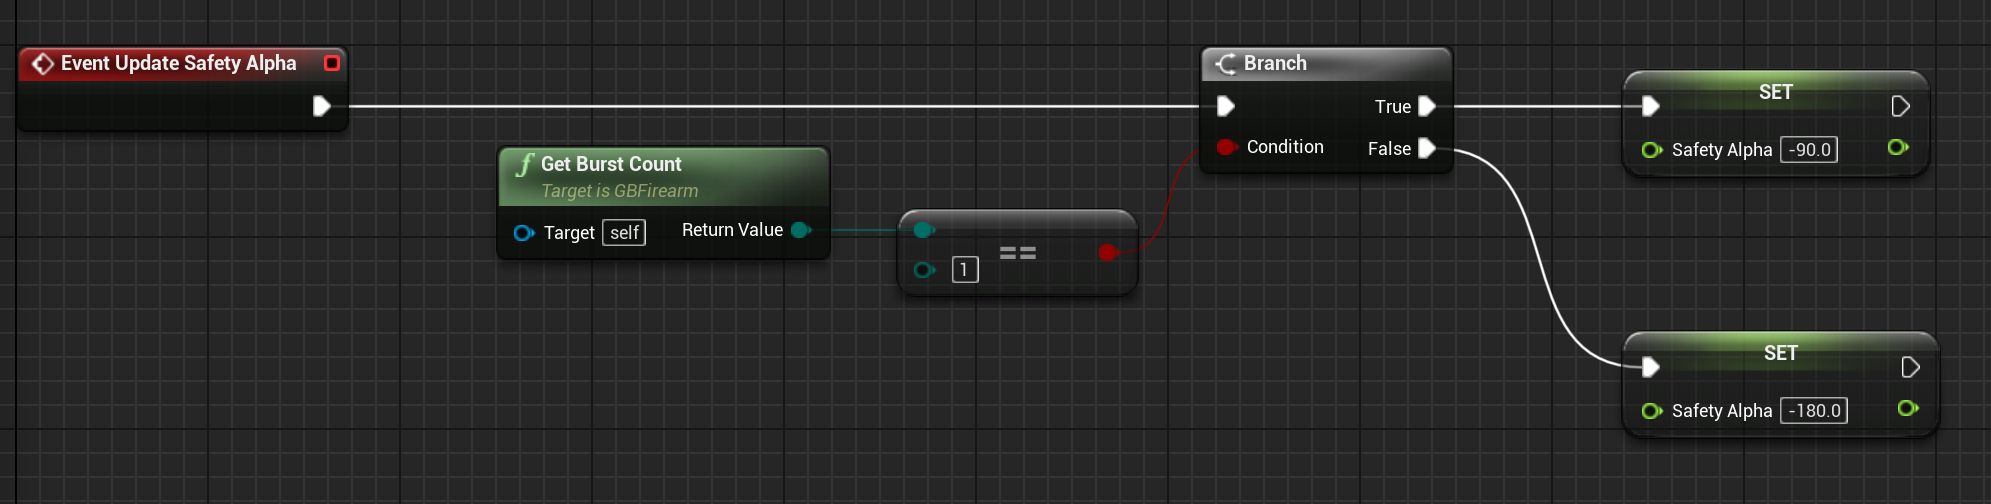 Event Update Safety Alpha
Get Burst Count
Target is GBFirearm
Target self
Return Value
1
==
Branch
True
Condition
False
SET
Safety Alpha -90.0
SET
Safety Alpha -180.0